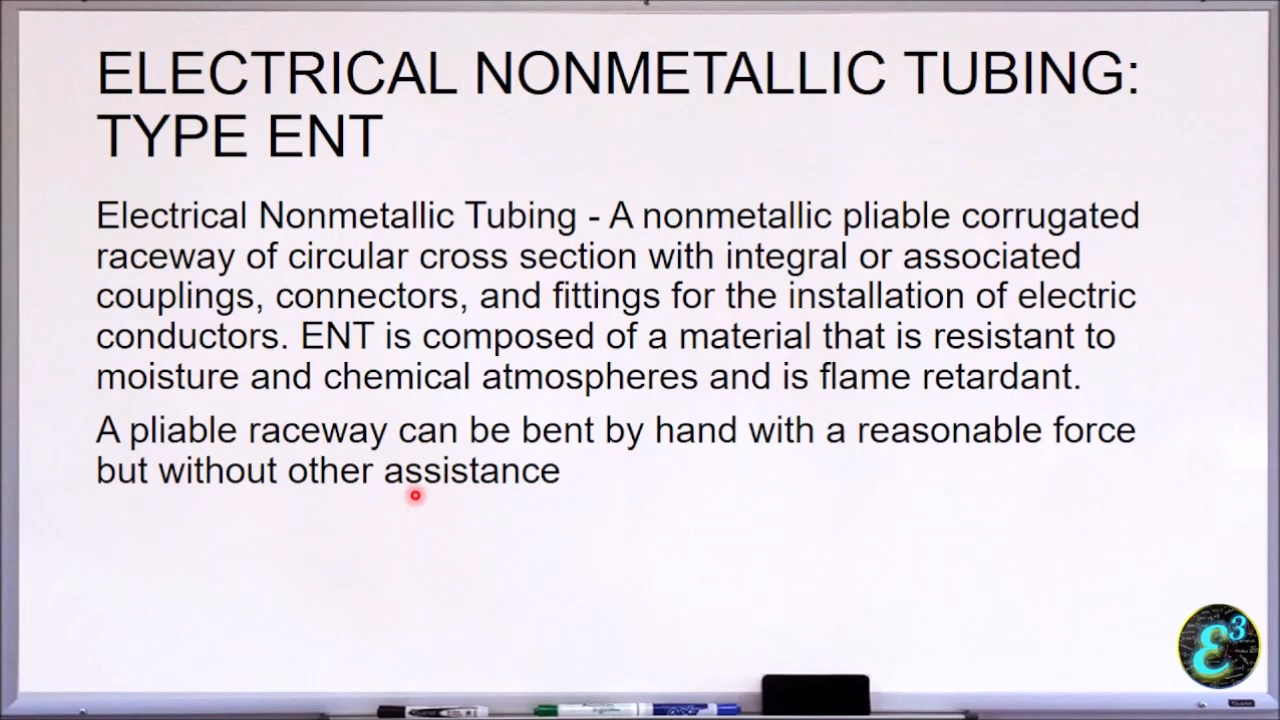 ELECTRICAL NONMETALLIC TUBING:
TYPE ENT
Electrical Nonmetallic Tubing - A nonmetallic pliable corrugated
raceway of circular cross section with integral or associated
couplings, connectors, and fittings for the installation of electric
conductors. ENT is composed of a material that is resistant to
moisture and chemical atmospheres and is flame retardant.
A pliable raceway can be bent by hand with a reasonable force
but without other assistance
ε3